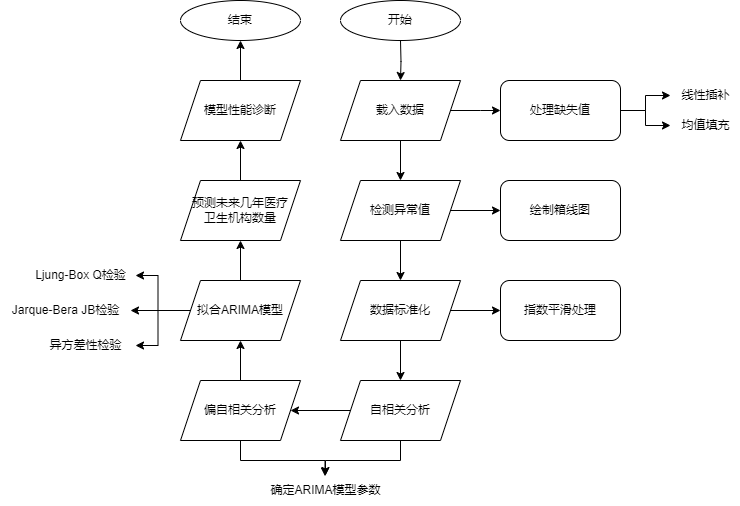 结束
开始
模型性能诊断
载入数据
处理缺失值
线性插补
均值填充
预测未来几年医疗
卫生机构数量
检测异常值
绘制箱线图
Ljung-Box Q检验
Jarque-Bera JB检验
异方差性检验
拟合ARIMA模型
数据标准化
指数平滑处理
偏自相关分析
自相关分析
确定ARIMA模型参数